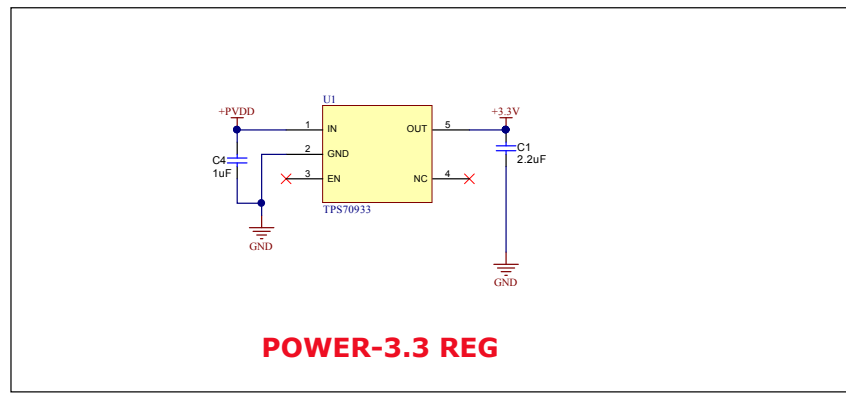 U1
+PVDD
+3.3V
1
IN
OUT
5
2
GND
C4
1uF
C1
2.2uF
3
EN
NC
4
TPS70933
GND
GND
POWER-3.3 REG